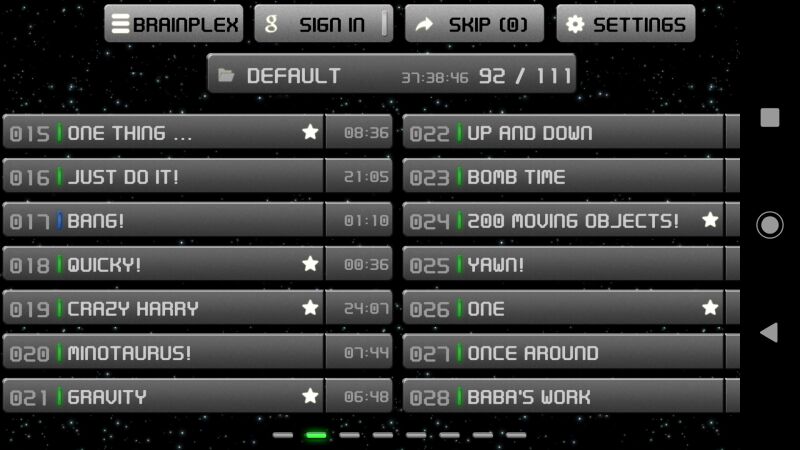 BRAINPLEX
SIGN IN
SKIP (0)
SETTINGS
DEFAULT 37:38:46 92 / 111
015 ONE THING ... 08:36
016 JUST DO IT! 21:05
017 BANG! 01:10
018 QUICKY! 00:36
019 CRAZY HARRY 24:07
020 MINOTAURUS! 07:44
021 GRAVITY 06:48
022 UP AND DOWN
023 BOMB TIME
024 200 MOVING OBJECTS!
025 YAWN!
026 ONE
027 ONCE AROUND
028 BABA'S WORK